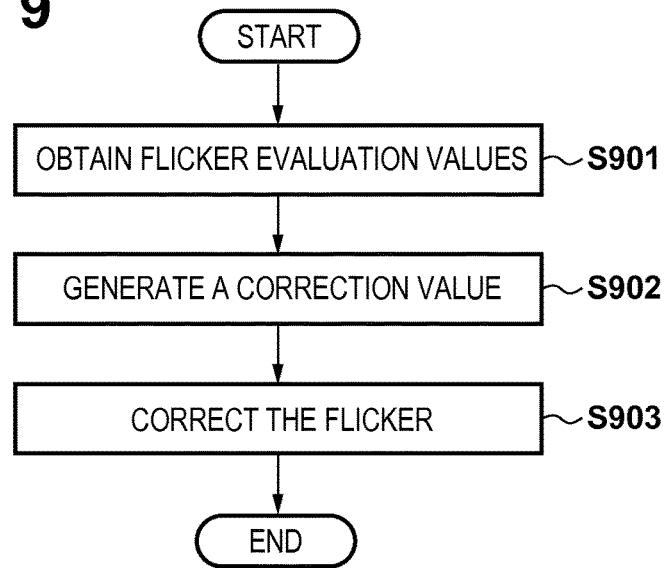 9
START
OBTAIN FLICKER EVALUATION VALUES
S901
GENERATE A CORRECTION VALUE
S902
CORRECT THE FLICKER
S903
END